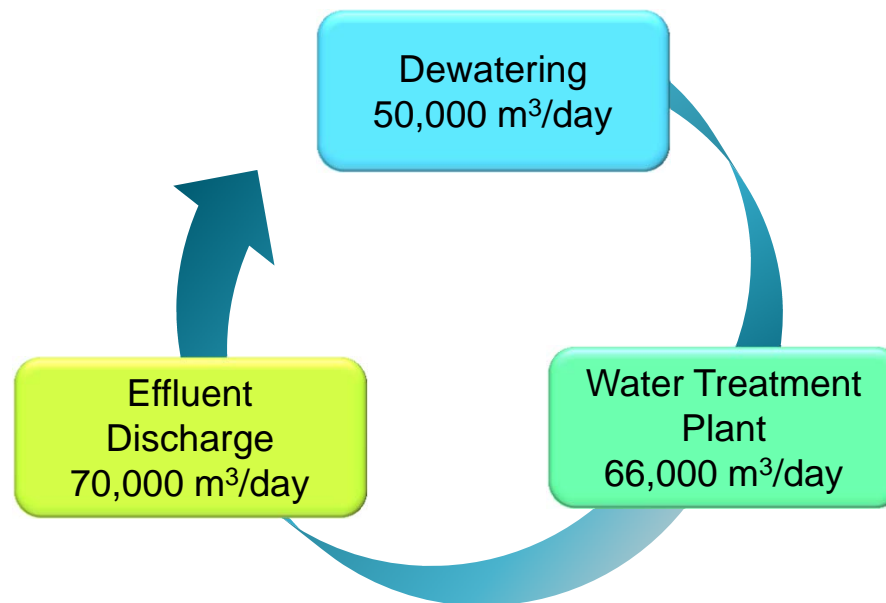 Dewatering
50,000 m³/day
Water Treatment
Plant
66,000 m³/day
Effluent
Discharge
70,000 m³/day